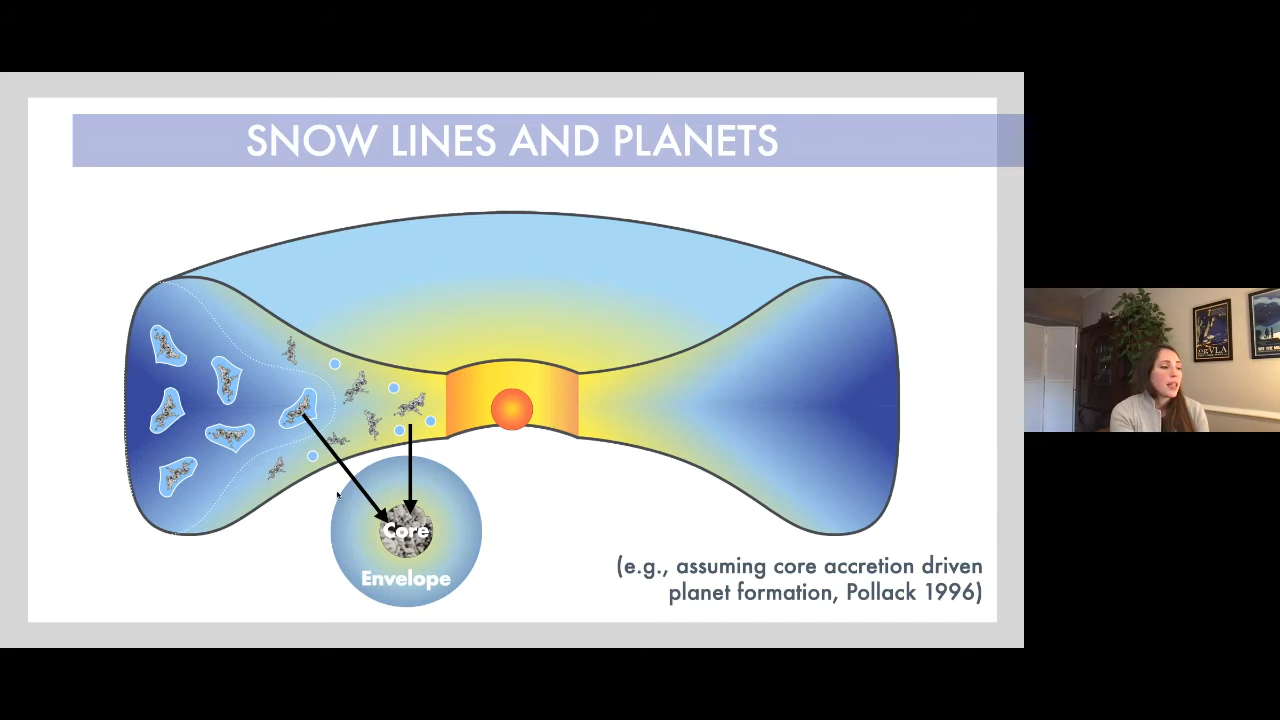 SNOW LINES AND PLANETS
Core
Envelope
(e.g., assuming core accretion driven
planet formation, Pollack 1996)